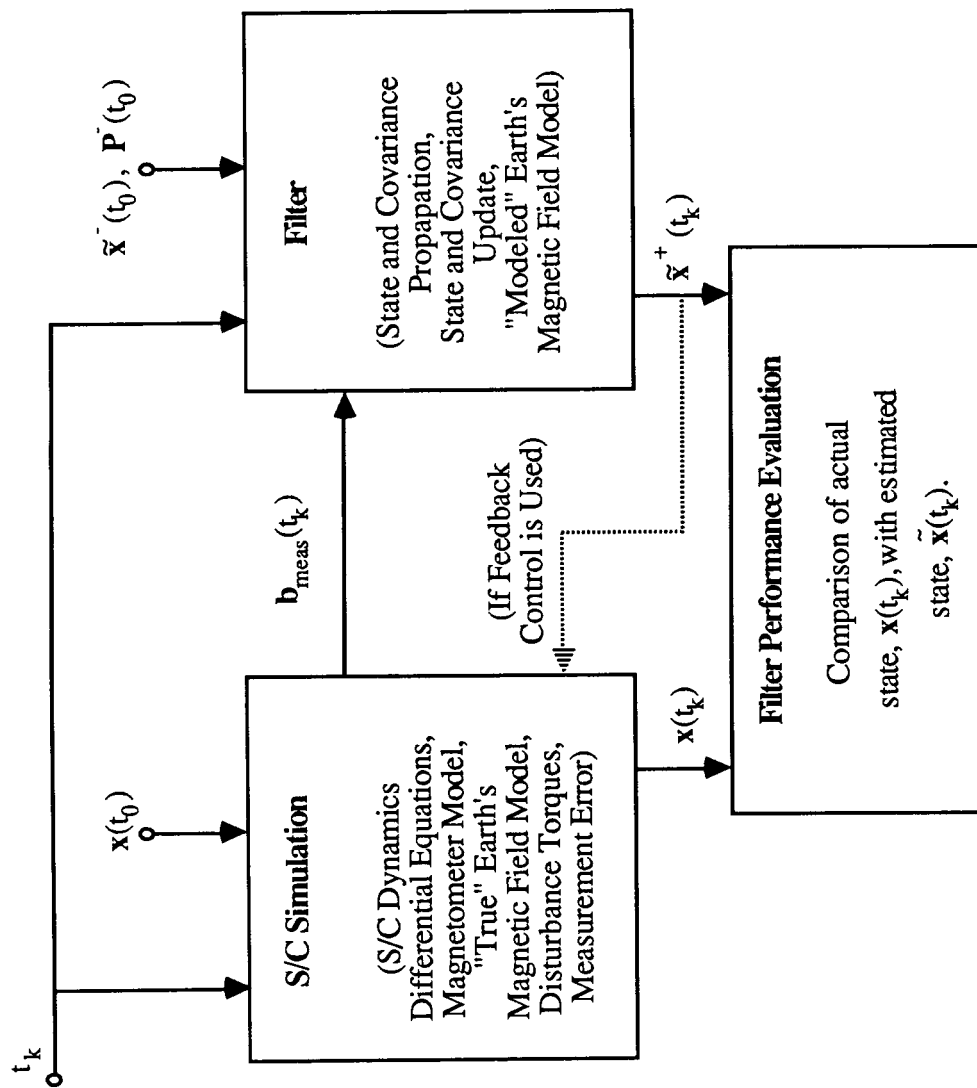 t_k
x(t_0)
x̃⁻(t_0), P⁻(t_0)
S/C Simulation
(S/C Dynamics
Differential Equations,
Magnetometer Model,
"True" Earth's
Magnetic Field Model,
Disturbance Torques,
Measurement Error)
b_meas(t_k)
Filter
(State and Covariance
Propapation,
State and Covariance
Update,
"Modeled" Earth's
Magnetic Field Model)
(If Feedback
Control is Used)
x(t_k)
x̃⁺(t_k)
Filter Performance Evaluation
Comparison of actual
state, x(t_k), with estimated
state, x̃(t_k).